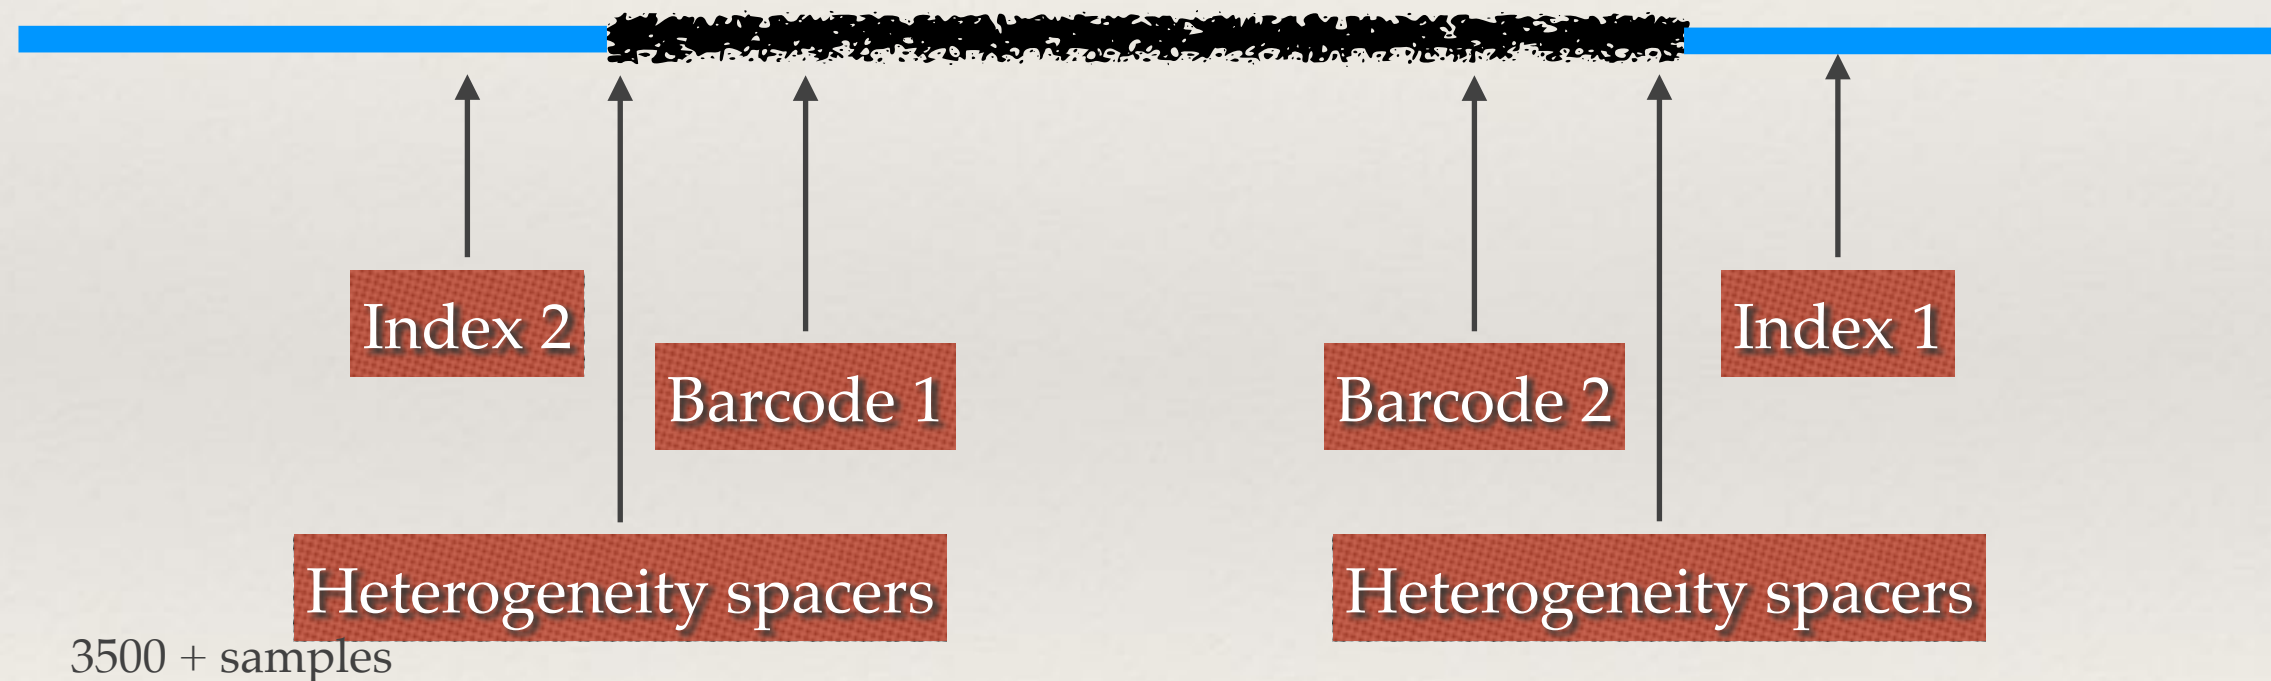 Index 2
Index 1
Barcode 1
Barcode 2
Heterogeneity spacers
Heterogeneity spacers
3500 + samples